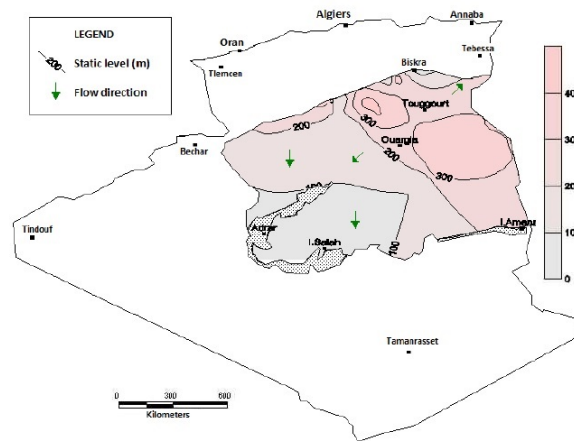 LEGEND
200
Static level (m)
Flow direction
Algiers
Annaba
Oran
Tebessa
Tlemcen
Biskra
Touggourt
200
300
Ouargla
200
Bechar
300
Adrar
I.Salah
100
Tindouf
Tamanrasset
0 300 600
Kilometers
40
30
20
10
0